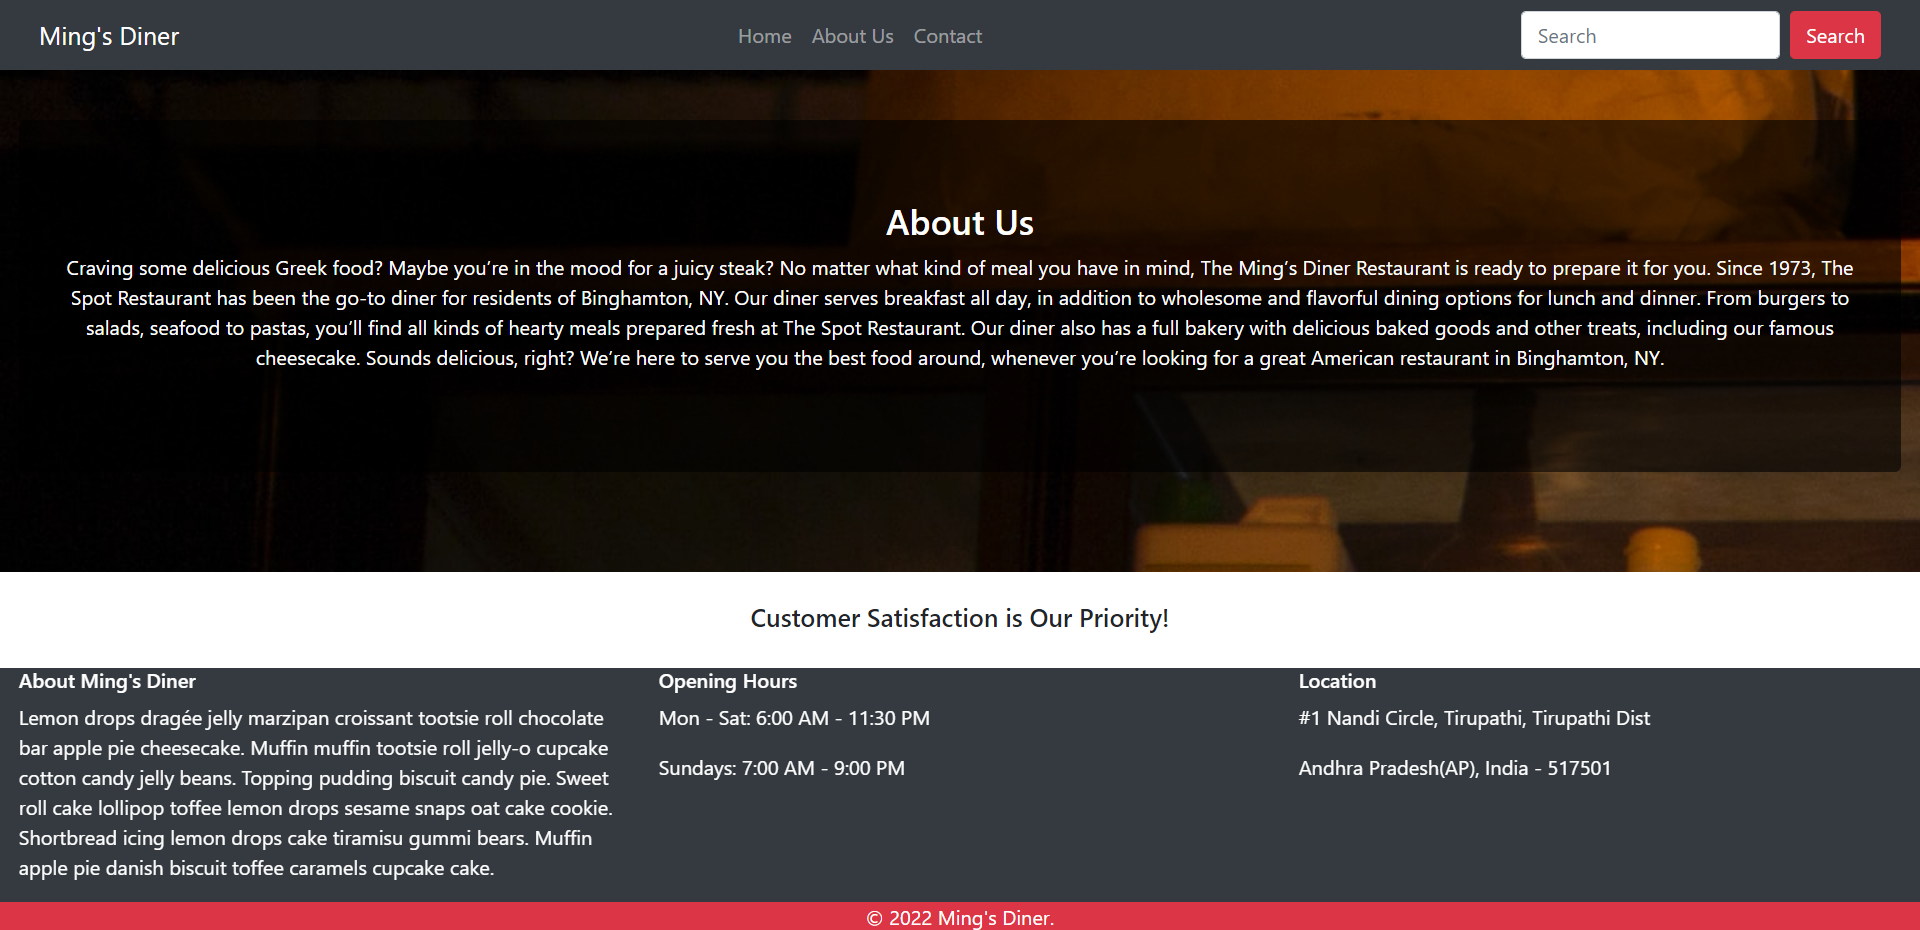 Ming's Diner
Home About Us Contact
Search Search
About Us
Craving some delicious Greek food? Maybe you’re in the mood for a juicy steak? No matter what kind of meal you have in mind, The Ming’s Diner Restaurant is ready to prepare it for you. Since 1973, The
Spot Restaurant has been the go-to diner for residents of Binghamton, NY. Our diner serves breakfast all day, in addition to wholesome and flavorful dining options for lunch and dinner. From burgers to
salads, seafood to pastas, you’ll find all kinds of hearty meals prepared fresh at The Spot Restaurant. Our diner also has a full bakery with delicious baked goods and other treats, including our famous
cheesecake. Sounds delicious, right? We’re here to serve you the best food around, whenever you’re looking for a great American restaurant in Binghamton, NY.
Customer Satisfaction is Our Priority!
About Ming's Diner
Lemon drops dragée jelly marzipan croissant tootsie roll chocolate
bar apple pie cheesecake. Muffin muffin tootsie roll jelly-o cupcake
cotton candy jelly beans. Topping pudding biscuit candy pie. Sweet
roll cake lollipop toffee lemon drops sesame snaps oat cake cookie.
Shortbread icing lemon drops cake tiramisu gummi bears. Muffin
apple pie danish biscuit toffee caramels cupcake cake.
Opening Hours
Mon - Sat: 6:00 AM - 11:30 PM
Sundays: 7:00 AM - 9:00 PM
Location
#1 Nandi Circle, Tirupathi, Tirupathi Dist
Andhra Pradesh(AP), India - 517501
© 2022 Ming's Diner.